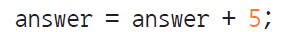 answer = answer + 5;